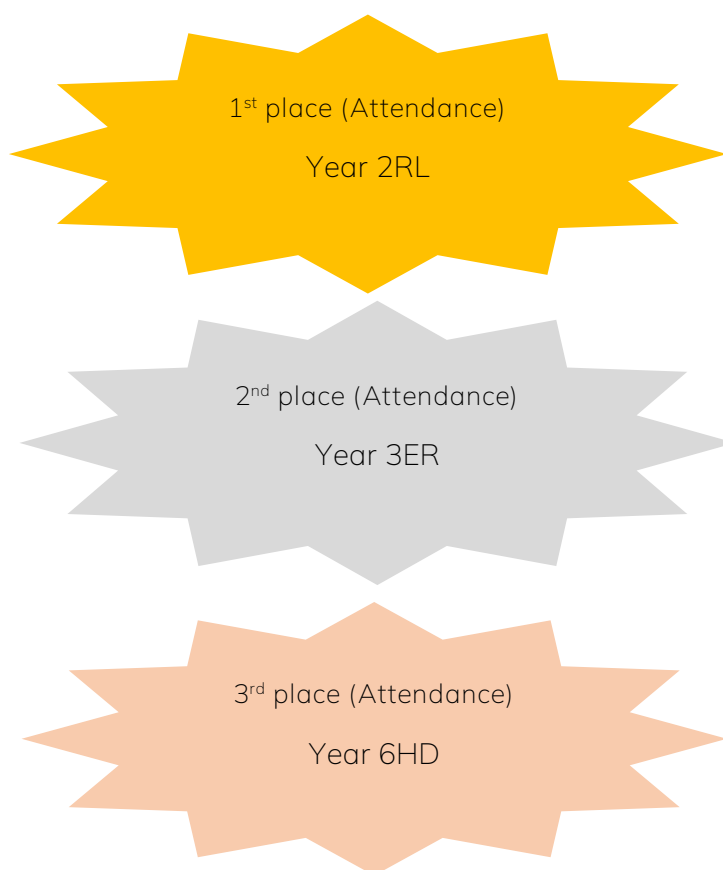 1st place (Attendance)
Year 2RL
2nd place (Attendance)
Year 3ER
3rd place (Attendance)
Year 6HD